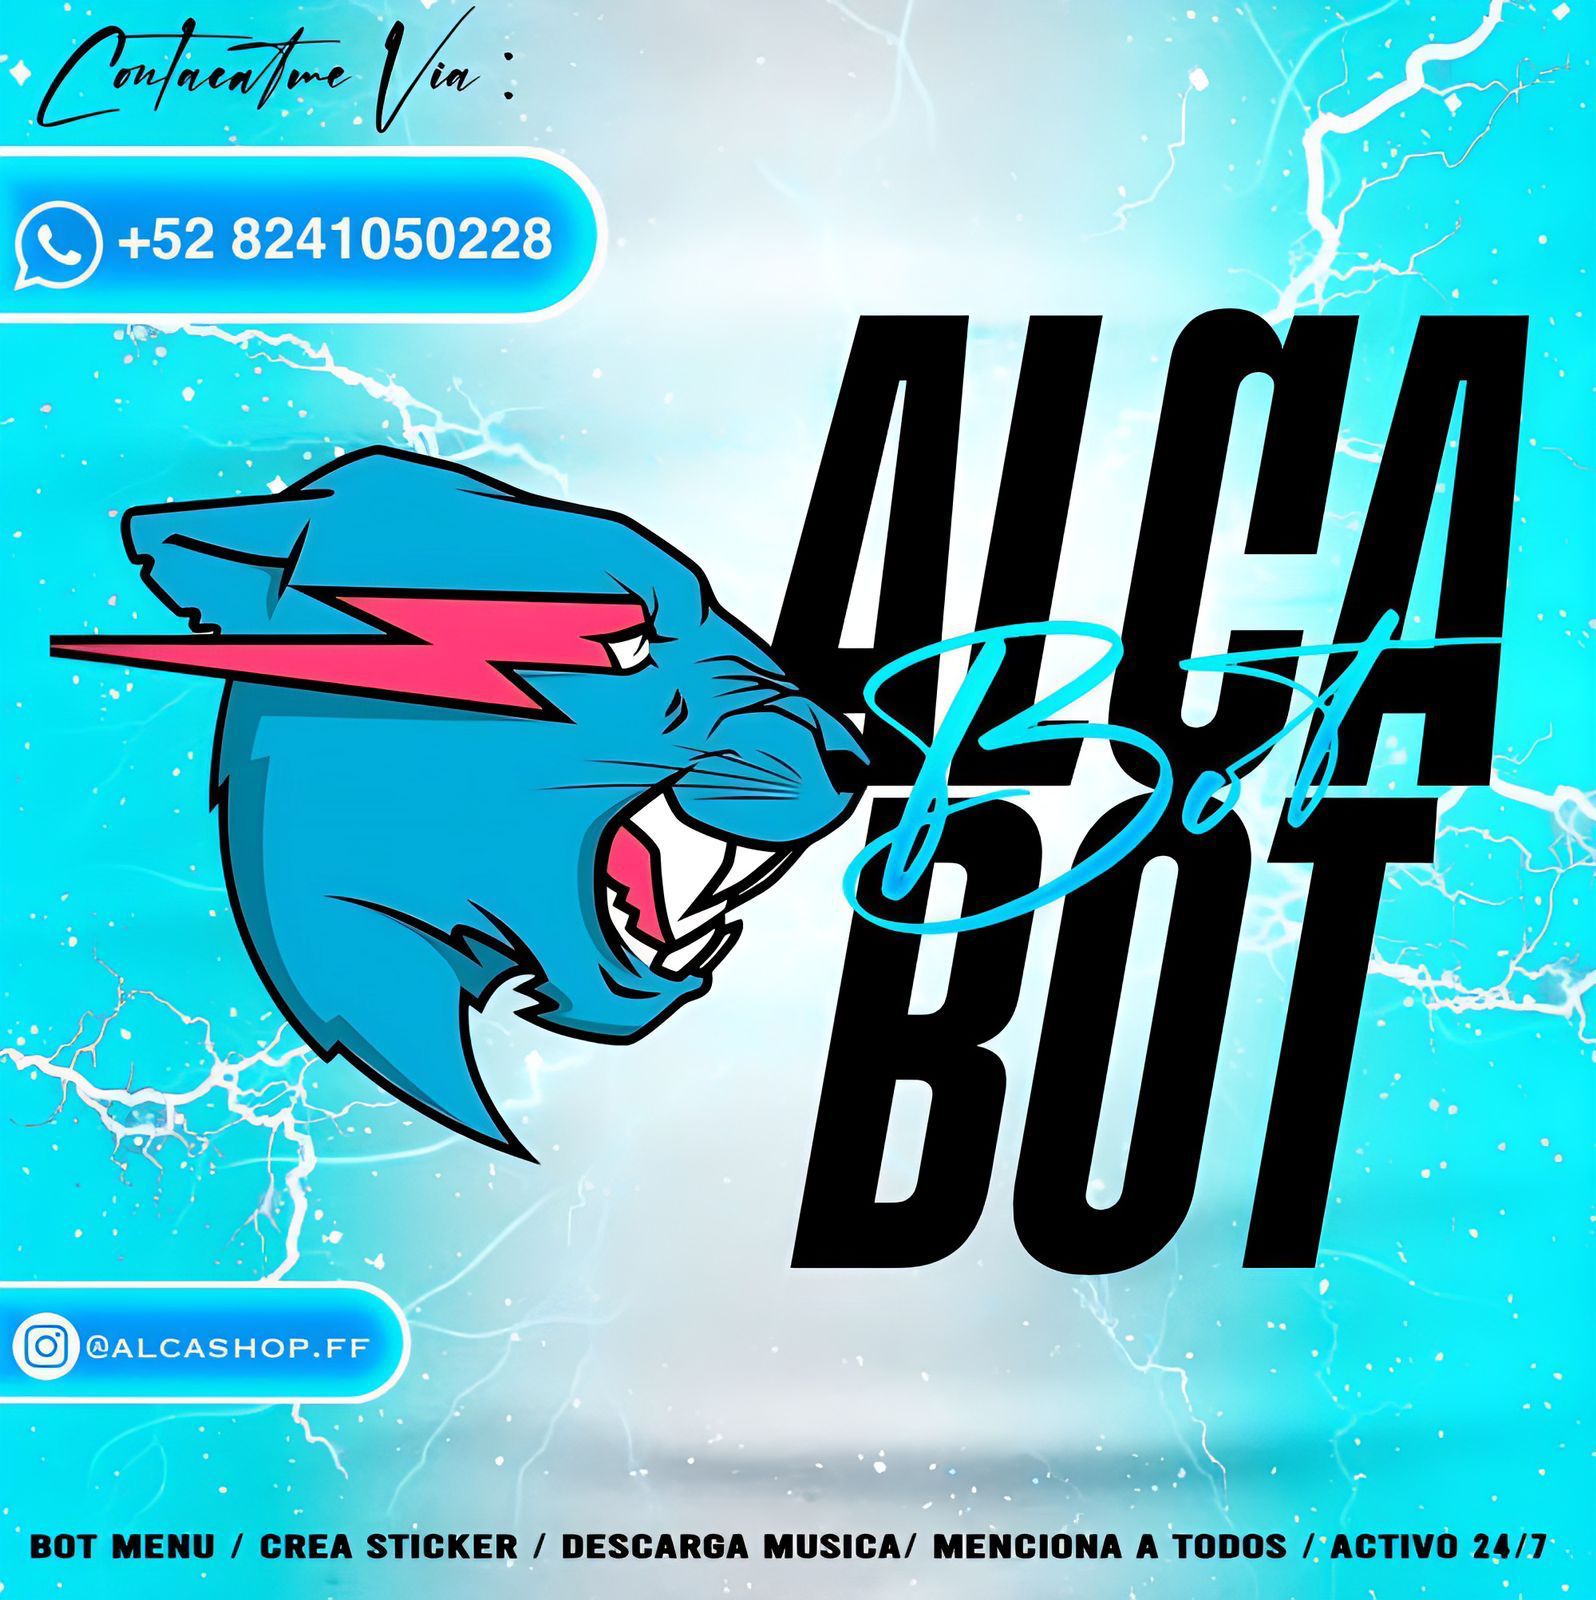 Contacatme Via :
+52 8241050228
ALCA
Bot
BOT
@ALCASHOP.FF
BOT MENU / CREA STICKER / DESCARGA MUSICA/ MENCIONA A TODOS / ACTIVO 24/7